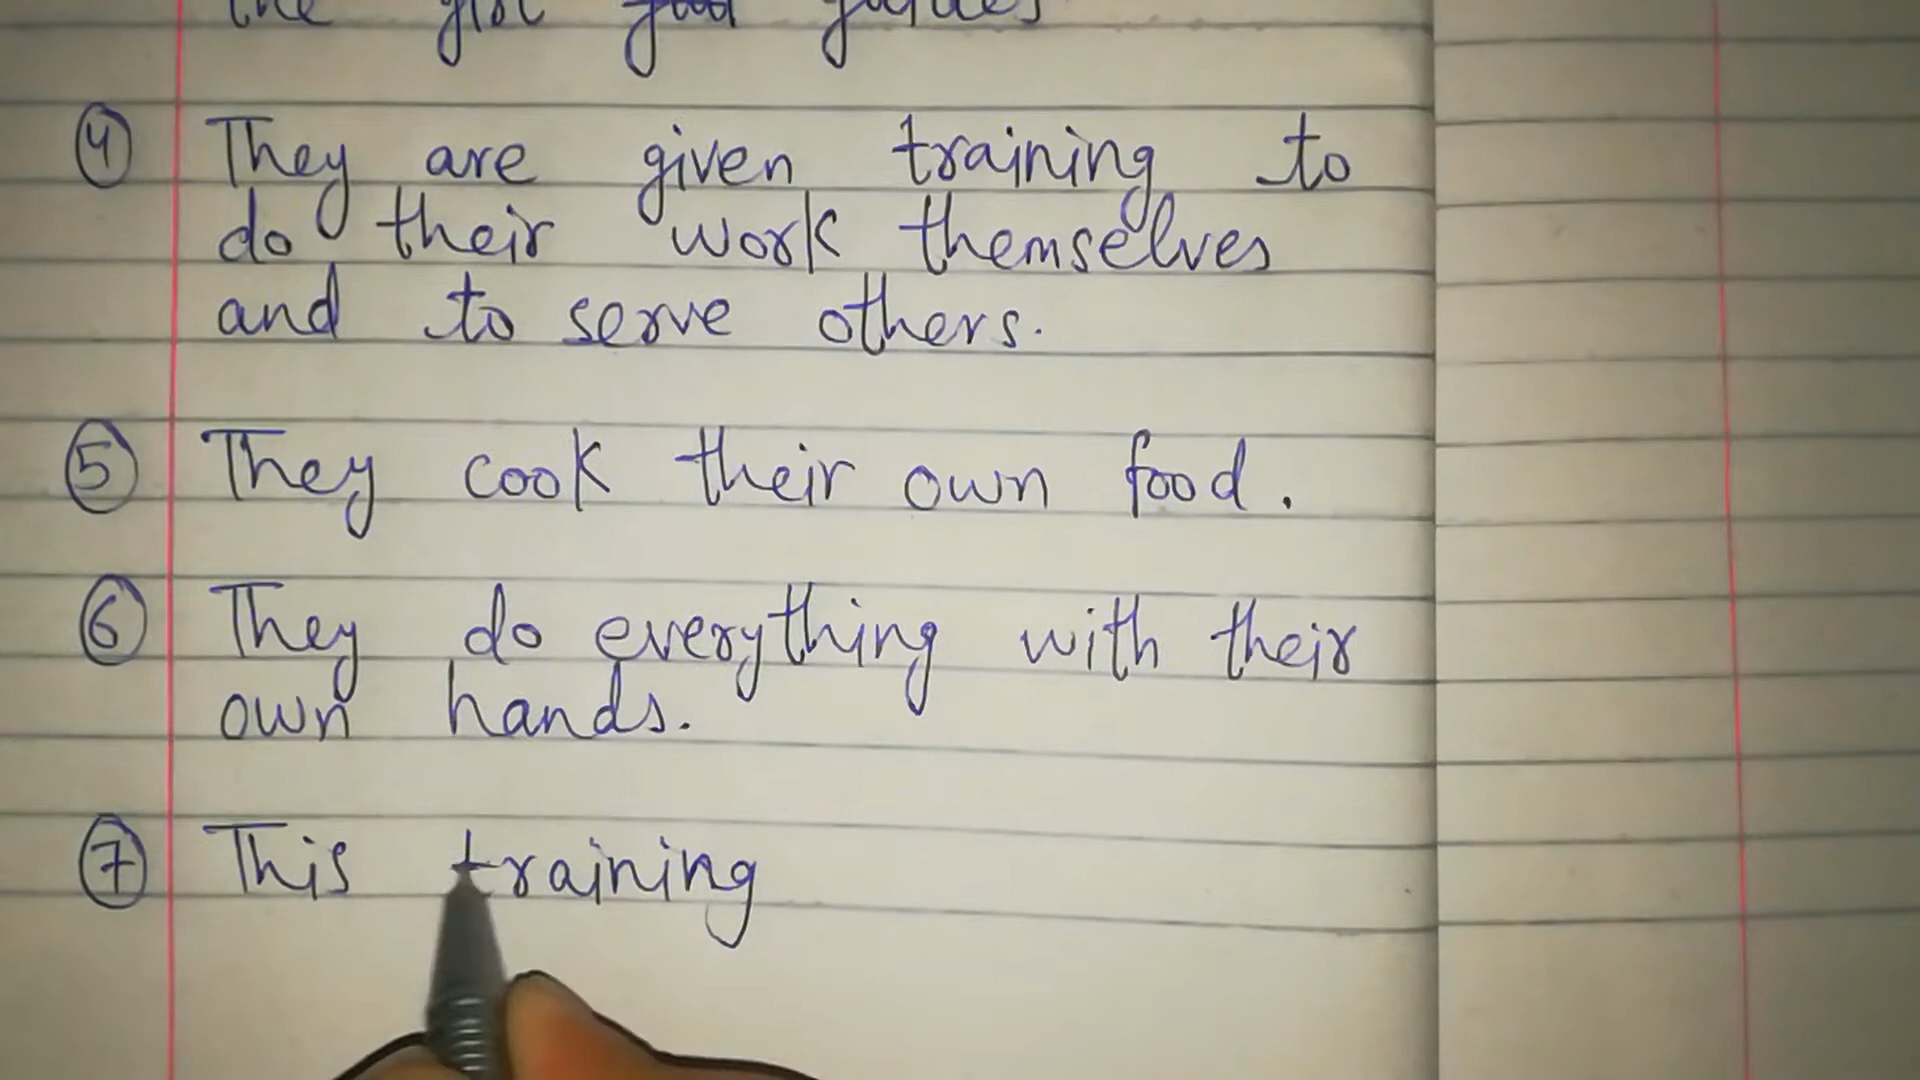 ④ They are given training to
do their work themselves
and to serve others.
⑤ They cook their own food.
⑥ They do everything with their
own hands.
⑦ This training